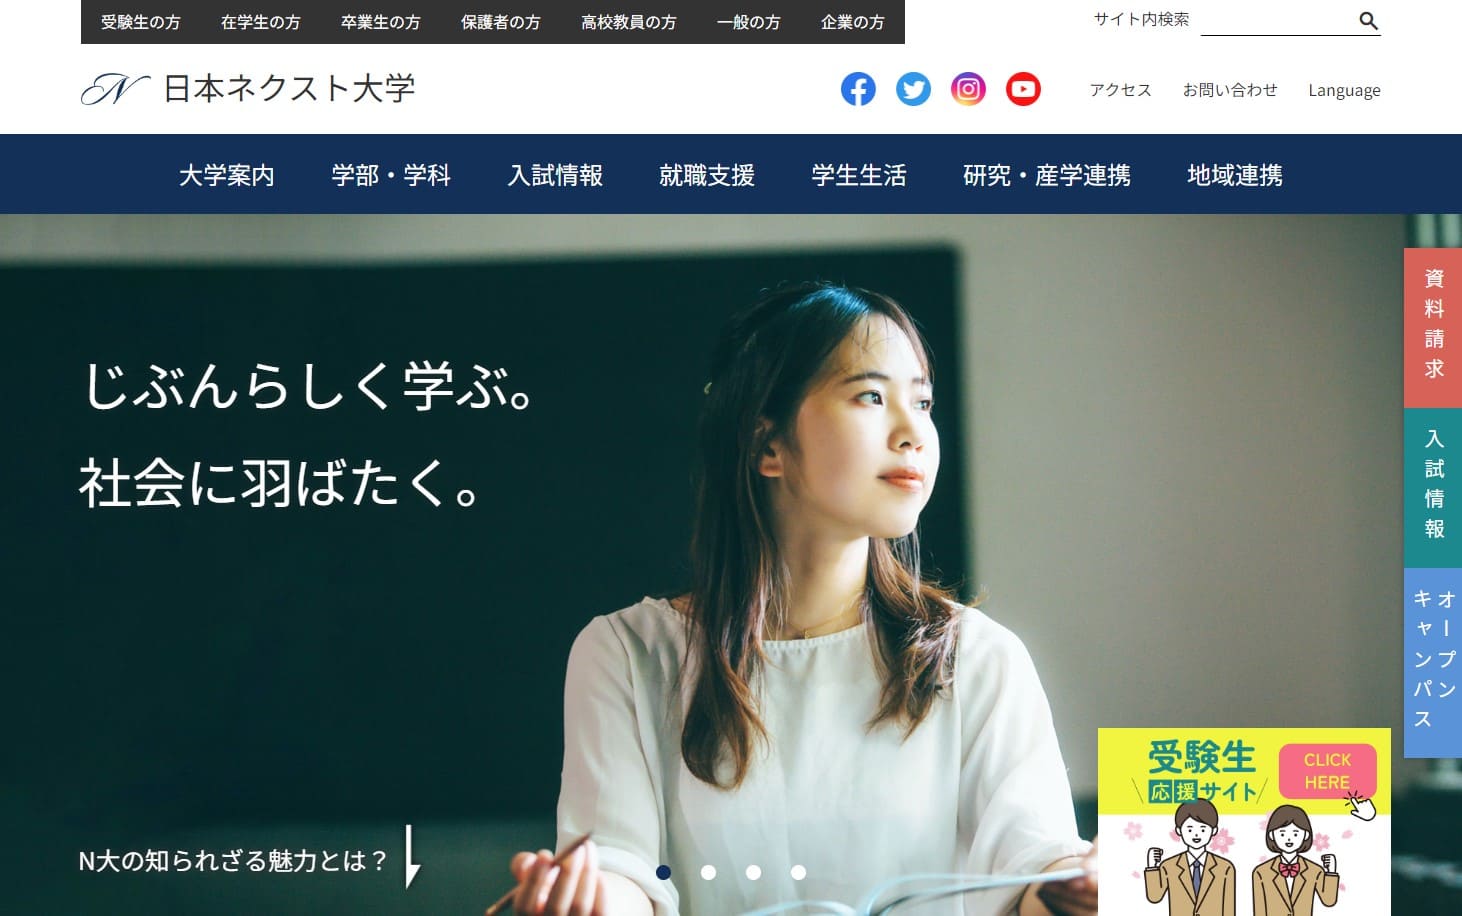 受験生の方 在学生の方 卒業生の方 保護者の方 高校教員の方 一般の方 企業の方
サイト内検索
日本ネクスト大学
アクセス お問い合わせ Language
大学案内 学部・学科 入試情報 就職支援 学生生活 研究・産学連携 地域連携
じぶんらしく学ぶ。
社会に羽ばたく。
資料請求
入試情報
オープン
キャンパス
受験生
応援サイト
CLICK
HERE
N大の知られざる魅力とは？